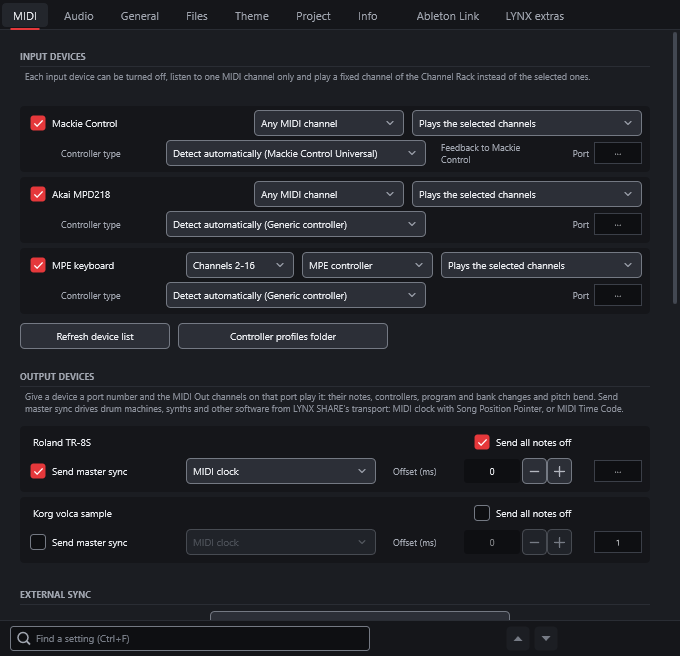 MIDI Audio General Files Theme Project Info Ableton Link LYNX extras
INPUT DEVICES
Each input device can be turned off, listen to one MIDI channel only and play a fixed channel of the Channel Rack instead of the selected ones.
Mackie Control Any MIDI channel Plays the selected channels
Controller type Detect automatically (Mackie Control Universal) Feedback to Mackie Control Port ...
Akai MPD218 Any MIDI channel Plays the selected channels
Controller type Detect automatically (Generic controller) Port ...
MPE keyboard Channels 2-16 MPE controller Plays the selected channels
Controller type Detect automatically (Generic controller) Port ...
Refresh device list Controller profiles folder
OUTPUT DEVICES
Give a device a port number and the MIDI Out channels on that port play it: their notes, controllers, program and bank changes and pitch bend. Send
master sync drives drum machines, synths and other software from LYNX SHARE's transport: MIDI clock with Song Position Pointer, or MIDI Time Code.
Roland TR-8S Send all notes off
Send master sync MIDI clock Offset (ms) 0 − + ...
Korg volca sample Send all notes off
Send master sync MIDI clock Offset (ms) 0 − + 1
EXTERNAL SYNC
Find a setting (Ctrl+F)